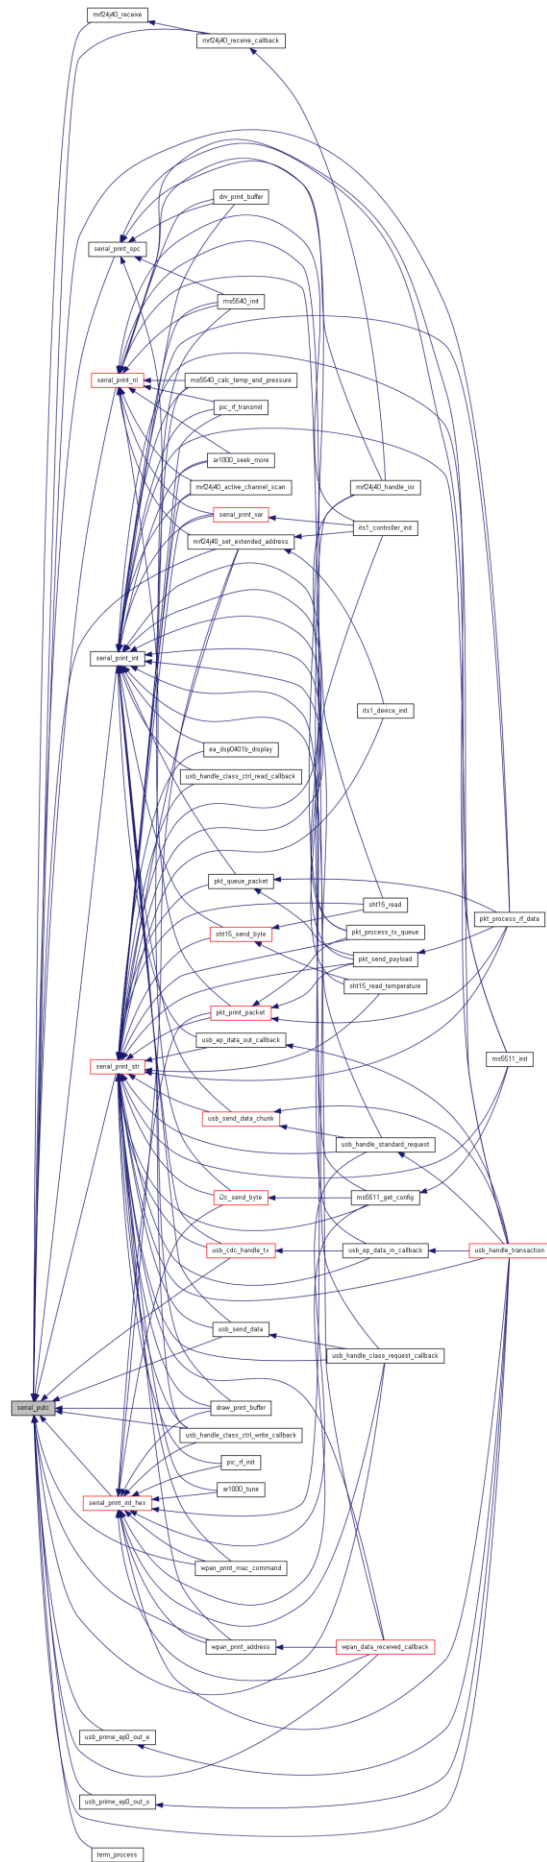 mrf24j40_receive
mrf24j40_receive_callback
drv_print_buffer
serial_print_spc
ms5540_init
serial_print_nl
ms5540_calc_temp_and_pressure
pic_rf_transmit
ar1000_seek_more
mrf24j40_active_channel_scan
mrf24j40_handle_isr
serial_print_var
its1_controller_init
mrf24j40_set_extended_address
serial_print_int
its1_device_init
ea_dsp0401b_display
usb_handle_class_ctrl_read_callback
pkt_queue_packet
sht15_read
pkt_process_rf_data
sht15_send_byte
pkt_process_tx_queue
pkt_send_payload
sht15_read_temperature
pkt_print_packet
usb_ep_data_out_callback
ms5511_init
serial_print_str
usb_send_data_chunk
usb_handle_standard_request
i2c_send_byte
ms5511_get_config
usb_cdc_handle_tx
usb_ep_data_in_callback
usb_handle_transaction
usb_send_data
usb_handle_class_request_callback
serial_putc
draw_print_buffer
usb_handle_class_ctrl_write_callback
pic_rf_init
ar1000_tune
serial_print_int_hex
wpan_print_mac_command
wpan_print_address
wpan_data_received_callback
usb_prime_ep0_out_e
usb_prime_ep0_out_o
term_process